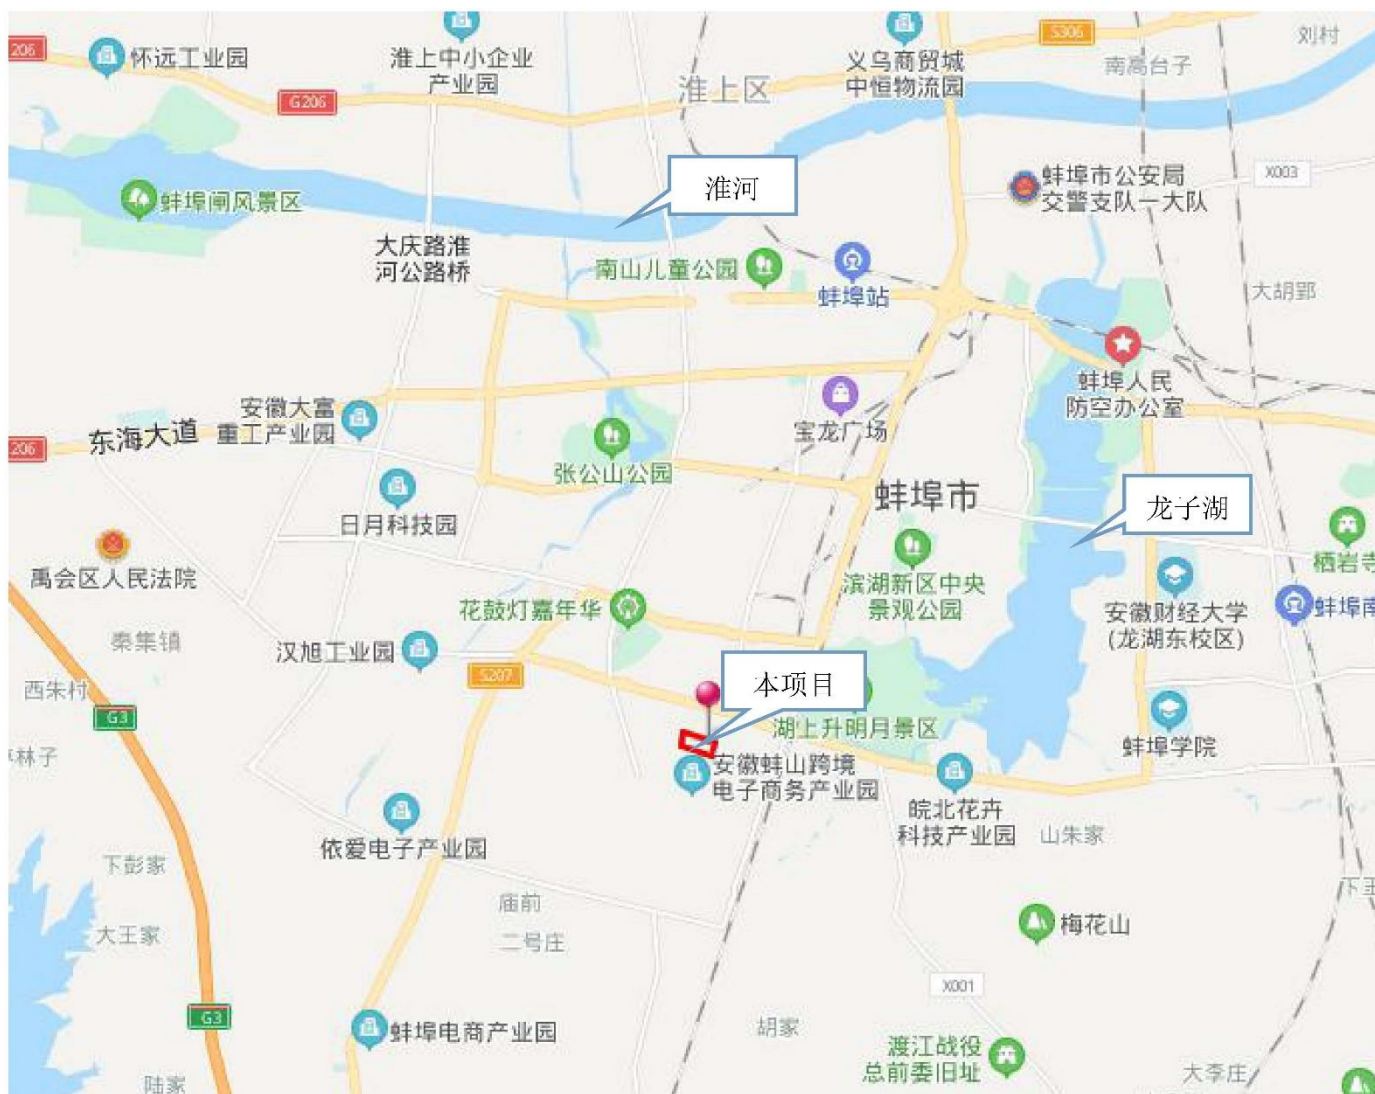 淮上中小企业
产业园
义乌商贸城
中恒物流园
S306
刘村
206
怀远工业园
南高台子
淮上区
G206
淮河
蚌埠市公安局
交警支队一大队
X003
蚌埠闸风景区
大庆路淮
河公路桥
南山儿童公园
蚌埠站
大胡郢
蚌埠人民
防空办公室
安徽大富
重工产业园
东海大道
206
宝龙广场
张公山公园
蚌埠市
龙子湖
日月科技园
禹会区人民法院
滨湖新区中央
景观公园
栖岩寺
安徽财经大学
(龙湖东校区)
蚌埠南
花鼓灯嘉年华
秦集镇
汉旭工业园
S207
西朱村
G3
本项目
湖上升明月景区
蚌埠学院
林子
安徽蚌山跨境
电子商务产业园
皖北花卉
科技产业园
山朱家
依爱电子产业园
下彭家
庙前
二号庄
大王家
梅花山
X001
G3
蚌埠电商产业园
胡家
渡江战役
总前委旧址
陆家
大李庄